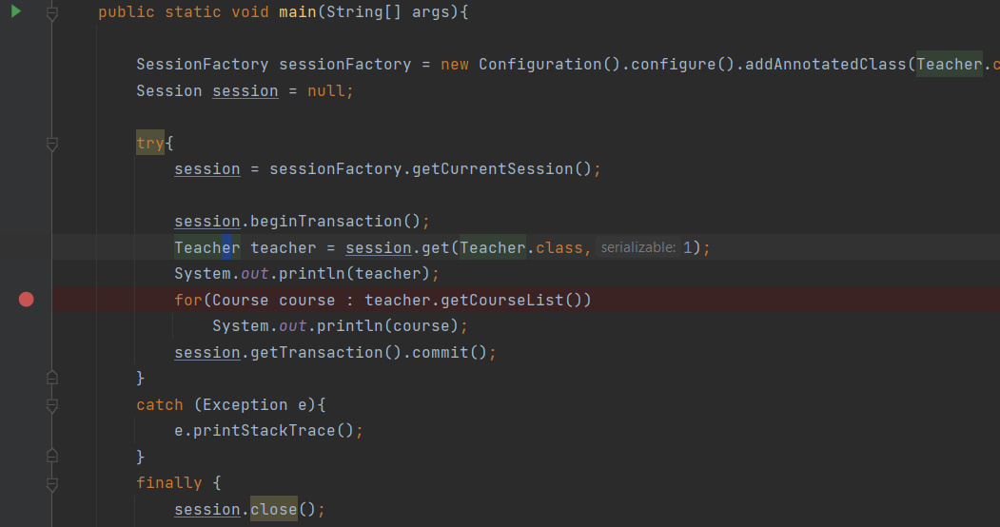 public static void main(String[] args){
SessionFactory sessionFactory = new Configuration().configure().addAnnotatedClass(Teacher.c
Session session = null;
try{
session = sessionFactory.getCurrentSession();
session.beginTransaction();
Teacher teacher = session.get(Teacher.class, serializable: 1);
System.out.println(teacher);
for(Course course : teacher.getCourseList())
System.out.println(course);
session.getTransaction().commit();
}
catch (Exception e){
e.printStackTrace();
}
finally {
session.close();